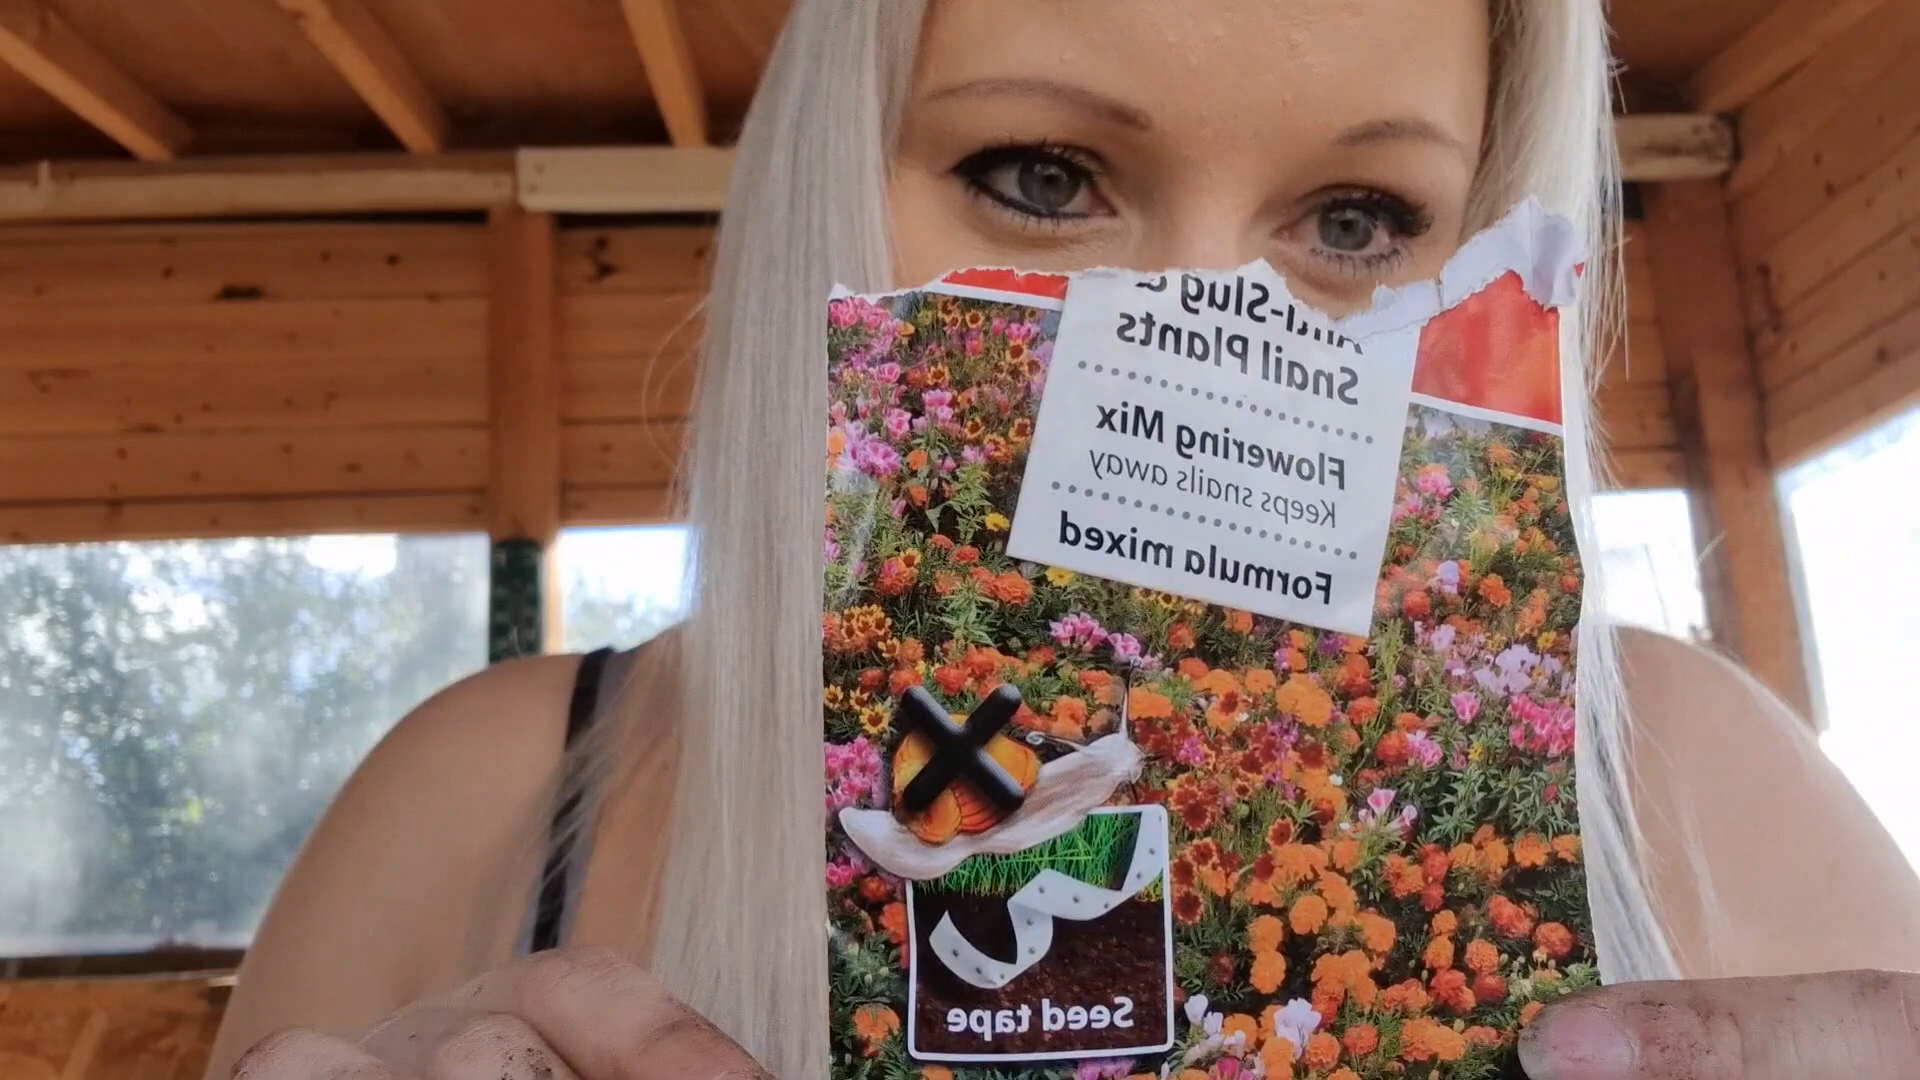 Anti-Slug &
Snail Plants
Flowering Mix
Keeps snails away
Formula mixed
Seed tape